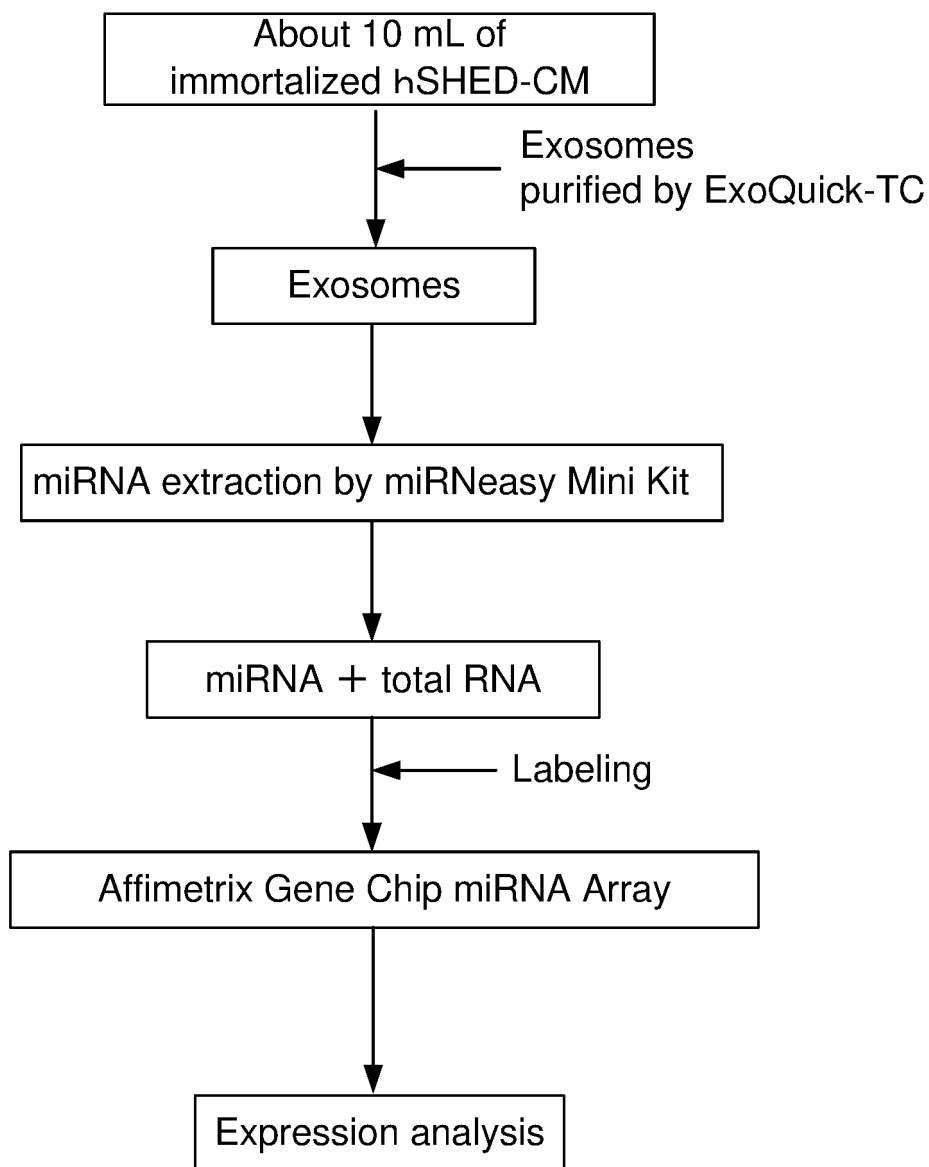 About 10 mL of
immortalized hSHED-CM
Exosomes
purified by ExoQuick-TC
Exosomes
miRNA extraction by miRNeasy Mini Kit
miRNA + total RNA
Labeling
Affimetrix Gene Chip miRNA Array
Expression analysis